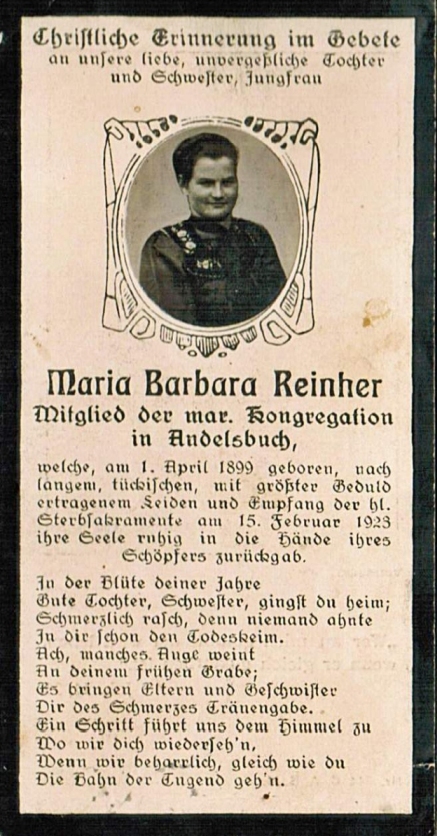 Christliche Erinnerung im Gebete
an unsere liebe, unvergeßliche Tochter
und Schwester, Jungfrau
Maria Barbara Reinher
Mitglied der mar. Kongregation
in Andelsbuch,
welche, am 1. April 1899 geboren, nach
langem, tückischen, mit größter Geduld
ertragenem Leiden und Empfang der hl.
Sterbsakramente am 15. Februar 1923
ihre Seele ruhig in die Hände ihres
Schöpfers zurückgab.
In der Blüte deiner Jahre
Gute Tochter, Schwester, gingst du heim;
Schmerzlich rasch, denn niemand ahnte
In dir schon den Todeskeim.
Ach, manches Auge weint
An deinem frühen Grabe;
Es bringen Eltern und Geschwister
Dir des Schmerzes Tränengabe.
Ein Schritt führt uns dem Himmel zu
Wo wir dich wiederseh'n,
Wenn wir beharrlich, gleich wie du
Die Bahn der Tugend geh'n.